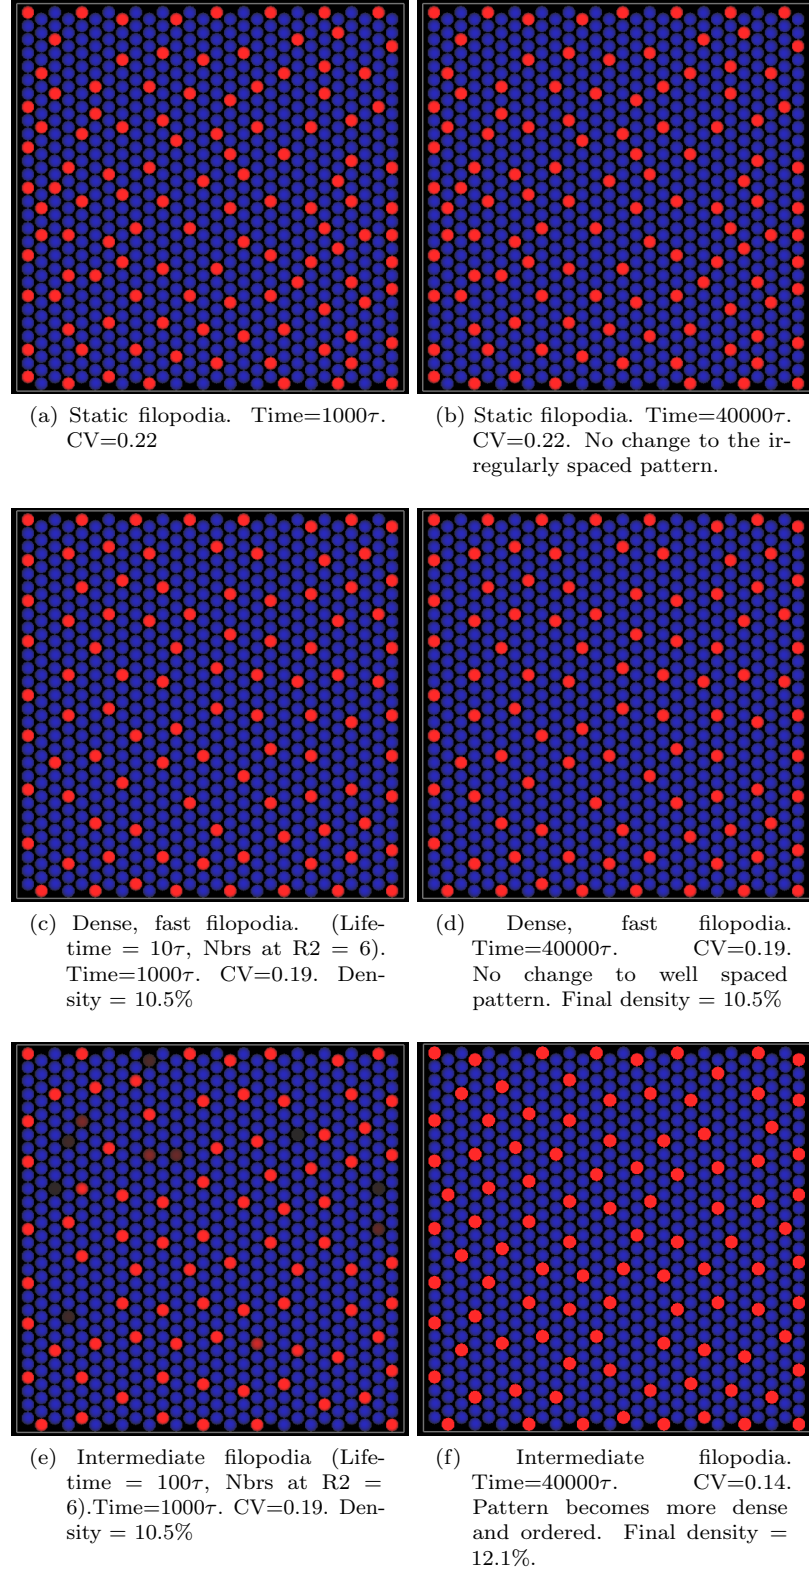 (a) Static filopodia. Time=1000τ.
CV=0.22
(b) Static filopodia. Time=40000τ.
CV=0.22. No change to the ir-
regularly spaced pattern.
(c) Dense, fast filopodia. (Life-
time = 10τ, Nbrs at R2 = 6).
Time=1000τ. CV=0.19. Den-
sity = 10.5%
(d) Dense, fast filopodia.
Time=40000τ. CV=0.19.
No change to well spaced
pattern. Final density = 10.5%
(e) Intermediate filopodia (Life-
time = 100τ, Nbrs at R2 =
6).Time=1000τ. CV=0.19. Den-
sity = 10.5%
(f) Intermediate filopodia.
Time=40000τ. CV=0.14.
Pattern becomes more dense
and ordered. Final density =
12.1%.